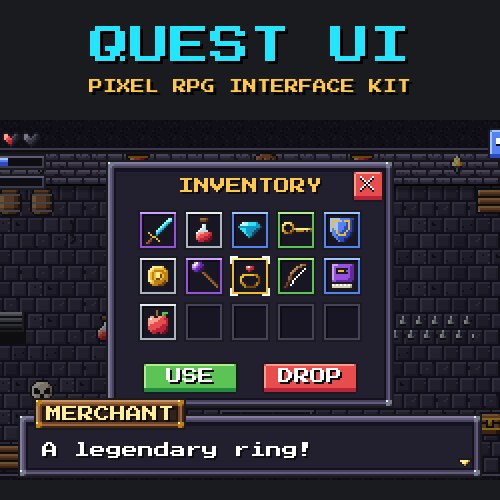 QUEST UI
PIXEL RPG INTERFACE KIT
INVENTORY
USE
DROP
MERCHANT
A legendary ring!